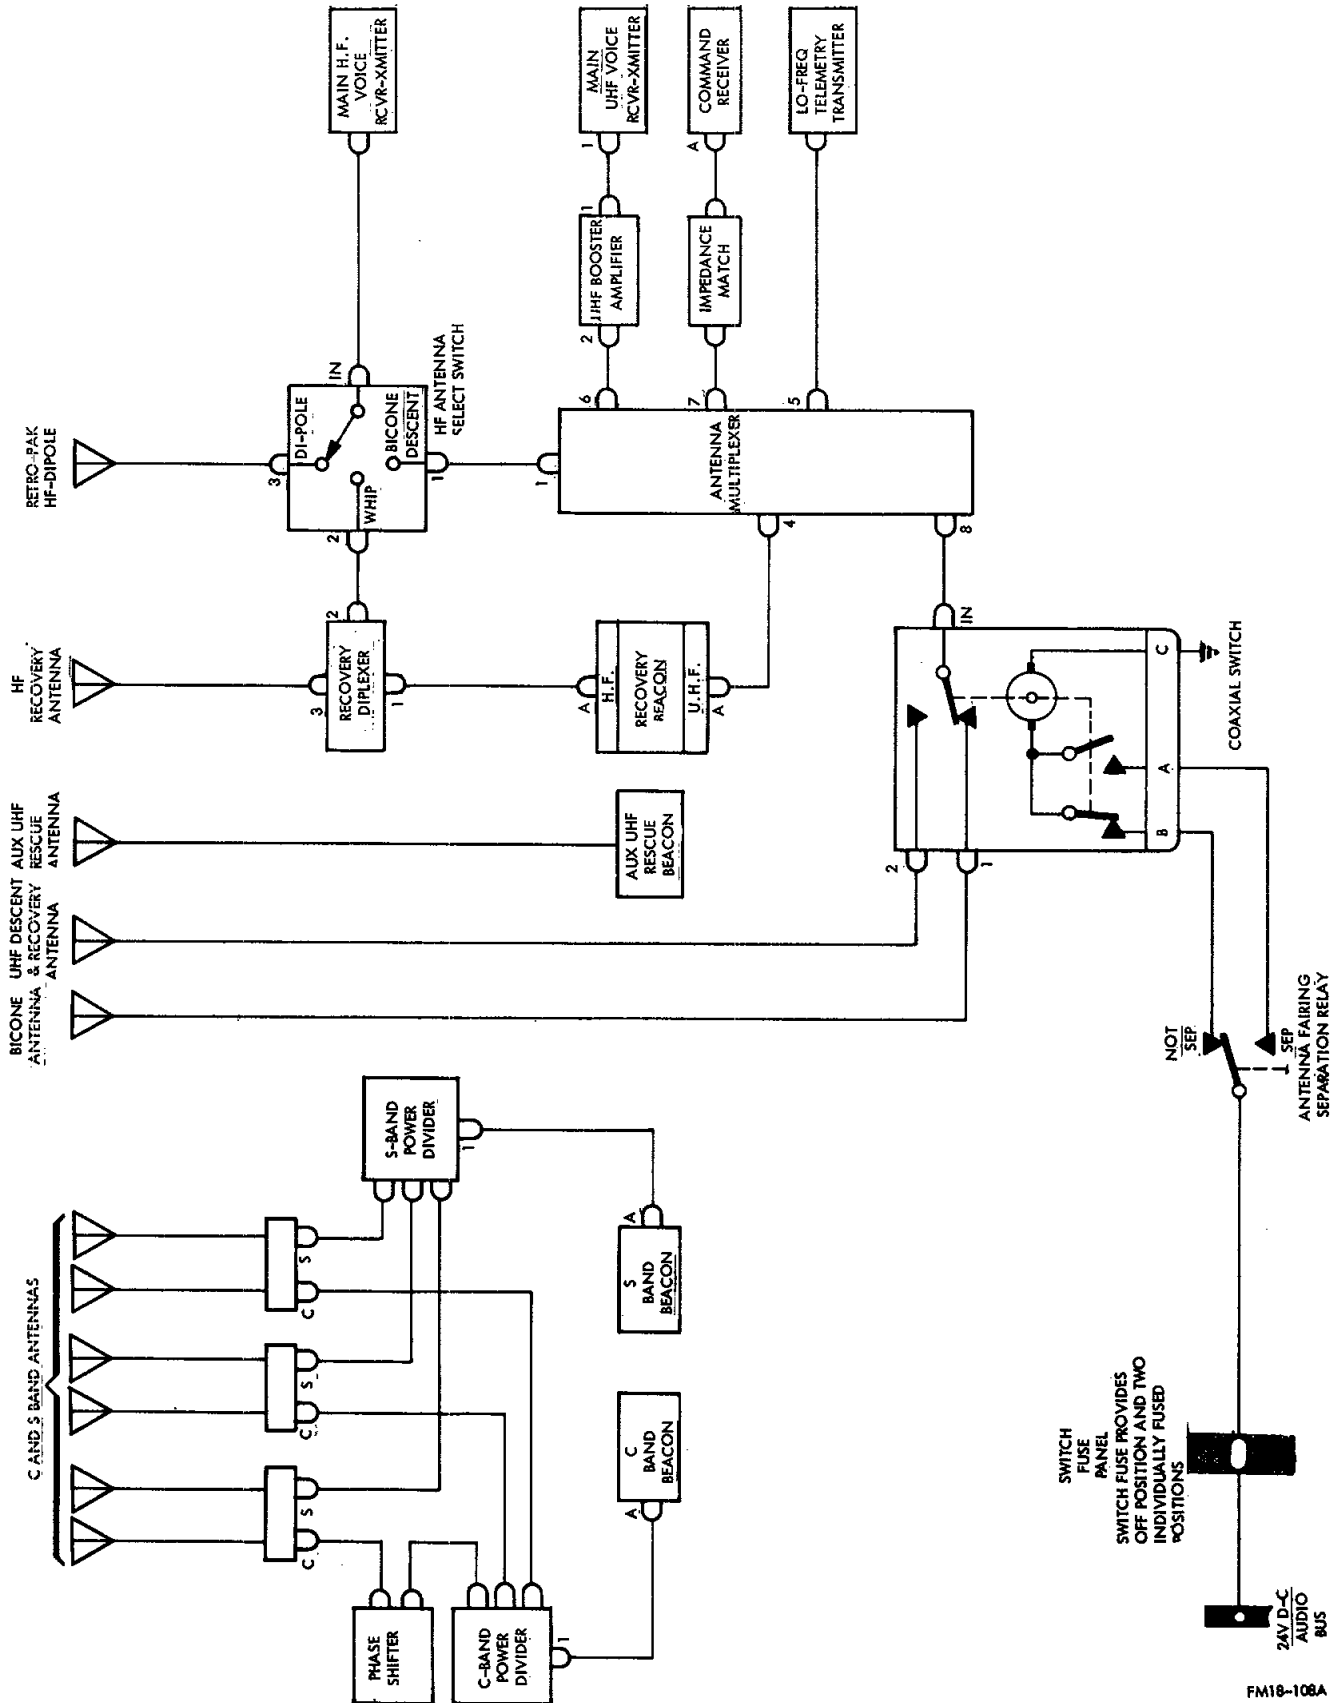 C AND S BAND ANTENNAS
BICONE
ANTENNA
UHF DESCENT
& RECOVERY
ANTENNA
AUX UHF
RESCUE
ANTENNA
HF
RECOVERY
ANTENNA
RETRO-PAK
HF-DIPOLE
C
S
C
S
C
S
PHASE
SHIFTER
C-BAND
POWER
DIVIDER
1
S-BAND
POWER
DIVIDER
1
A
C
BAND
BEACON
A
S
BAND
BEACON
AUX UHF
RESCUE
BEACON
3
RECOVERY
DIPLEXER
2
1
A
H.F.
RECOVERY
BEACON
U.H.F.
A
3
DI-POLE
IN
WHIP
2
BICONE
DESCENT
1
HF ANTENNA
SELECT SWITCH
MAIN H.F.
VOICE
RCVR-XMITTER
1
ANTENNA
MULTIPLEXER
4
8
6
7
5
2
UHF BOOSTER
AMPLIFIER
1
1
MAIN
UHF VOICE
RCVR-XMITTER
IMPEDANCE
MATCH
A
COMMAND
RECEIVER
LO-FREQ
TELEMETRY
TRANSMITTER
2
1
IN
B
A
C
COAXIAL SWITCH
NOT
SEP
SEP
ANTENNA FAIRING
SEPARATION RELAY
SWITCH
FUSE
PANEL
SWITCH FUSE PROVIDES
OFF POSITION AND TWO
INDIVIDUALLY FUSED
POSITIONS
24V D-C
AUDIO
BUS
FM18-108A